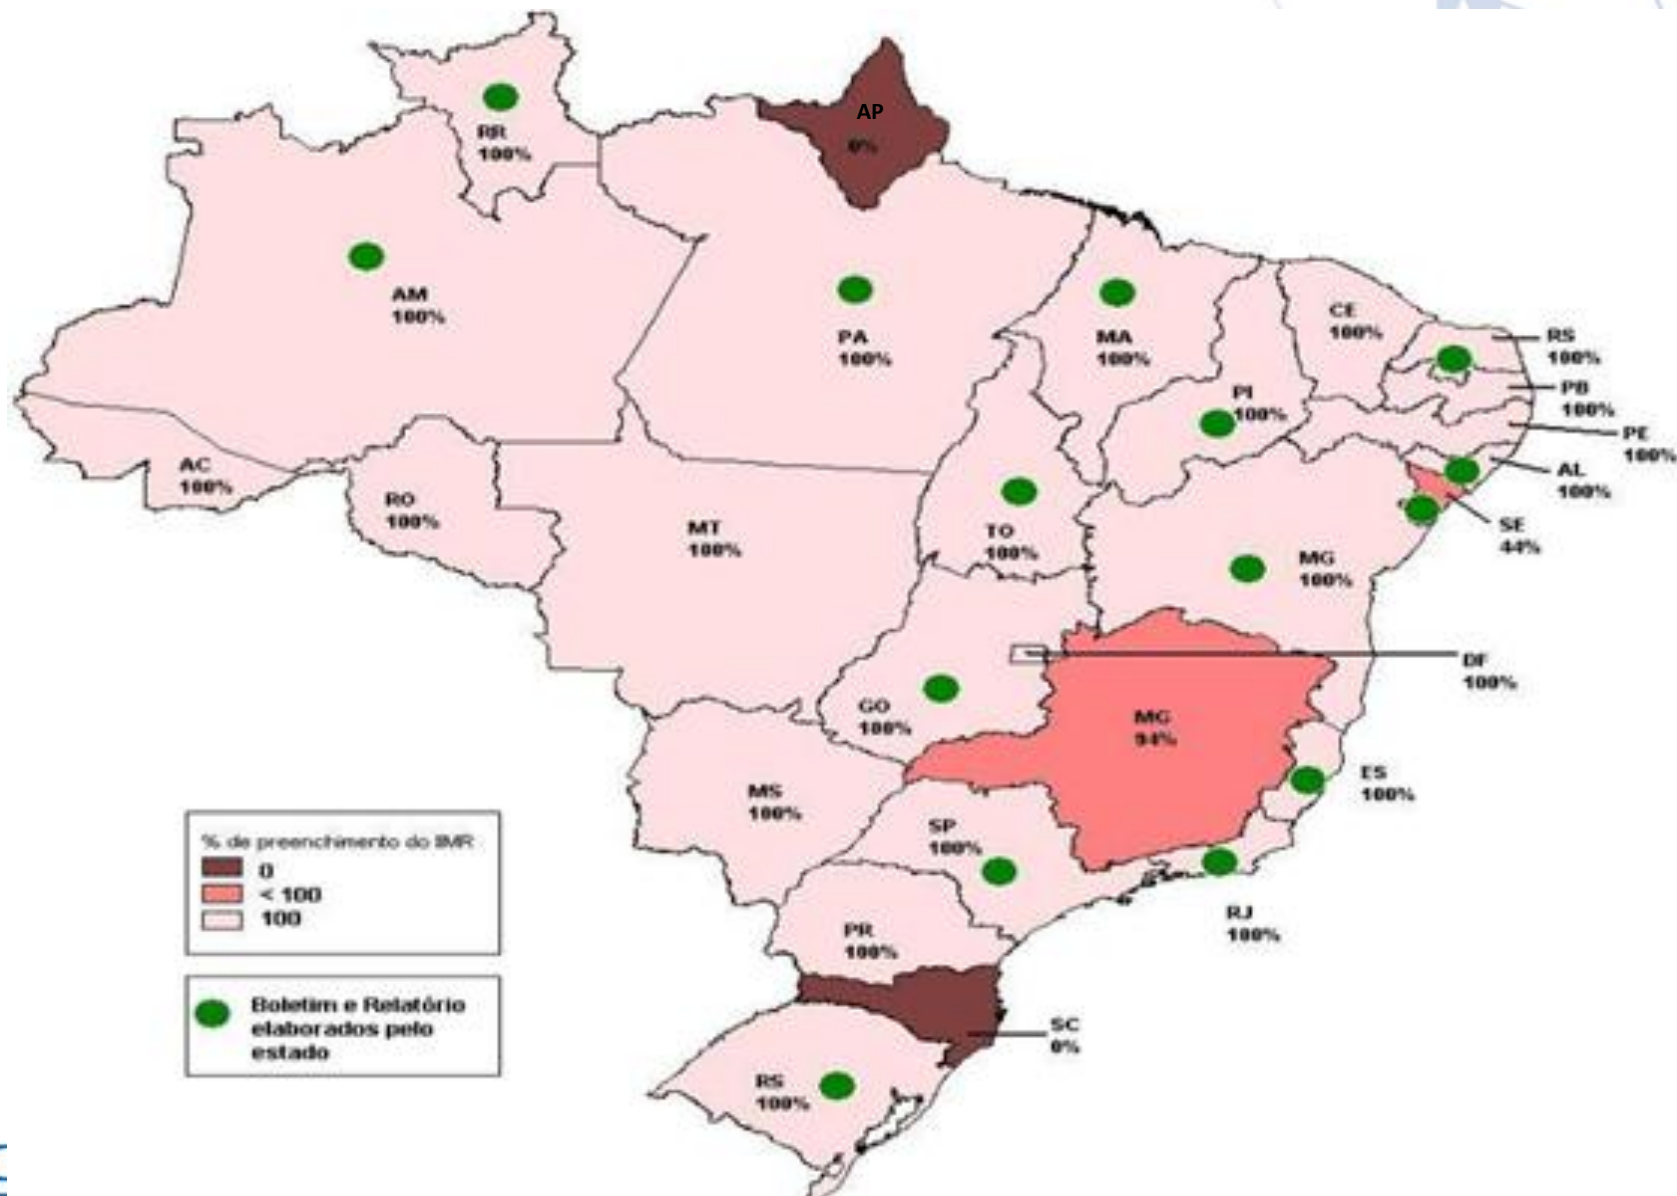 AP
0%
RR
100%
AM
100%
PA
100%
MA
100%
CE
100%
RS
100%
PB
100%
PI
100%
PE
100%
AL
100%
SE
44%
AC
100%
RO
100%
MT
100%
TO
100%
MG
100%
DF
100%
GO
100%
MG
94%
ES
100%
MS
100%
SP
100%
RJ
100%
PR
100%
SC
0%
RS
100%
% de preenchimento do IMR
0
< 100
100
Boletim e Relatório
elaborados pelo
estado